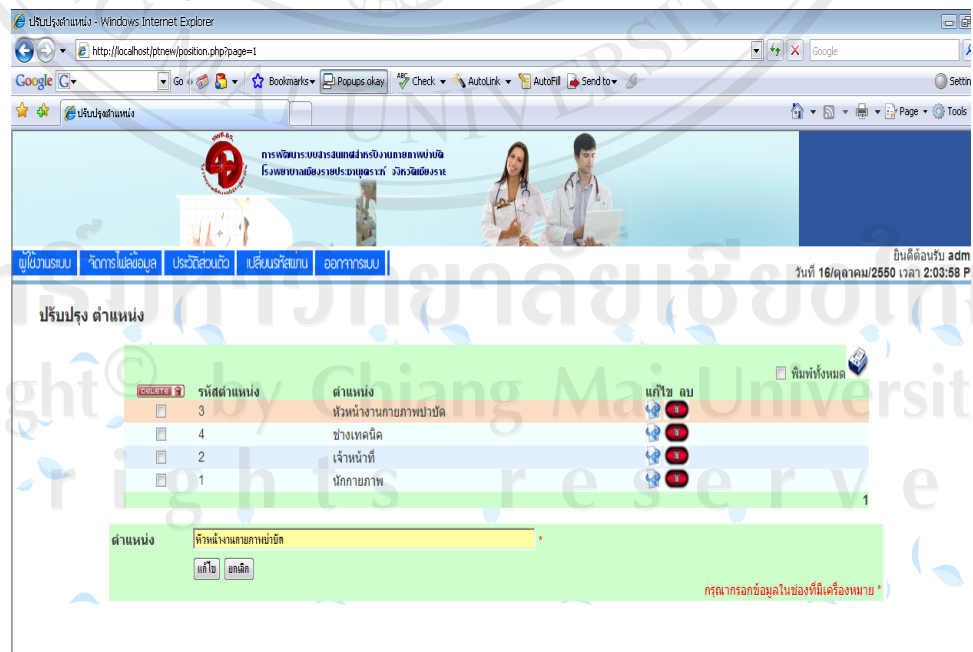 ปรับปรุงตำแหน่ง - Windows Internet Explorer
http://localhost/ptnew/position.php?page=1
Google
Google G Go Bookmarks Popups okay Check AutoLink AutoFill Send to Settin
ปรับปรุงตำแหน่ง Page Tools
การพัฒนาระบบสารสนเทศสำหรับงานกายภาพบำบัด
โรงพยาบาลเชียงรายประชานุเคราะห์ จังหวัดเชียงราย
ผู้ใช้งานระบบ จัดการไฟล์ข้อมูล ประวัติส่วนตัว เปลี่ยนรหัสผ่าน ออกจากระบบ
ยินดีต้อนรับ adm
วันที่ 16/ตุลาคม/2550 เวลา 2:03:58 P
ปรับปรุง ตำแหน่ง
พิมพ์ทั้งหมด
DELETE รหัสตำแหน่ง ตำแหน่ง แก้ไข ลบ
3 หัวหน้างานกายภาพบำบัด
4 ช่างเทคนิค
2 เจ้าหน้าที่
1 นักกายภาพ
1
ตำแหน่ง หัวหน้างานกายภาพบำบัด *
แก้ไข ยกเลิก
กรุณากรอกข้อมูลในช่องที่มีเครื่องหมาย *
ght © by Chiang Mai Universit
rights reserve